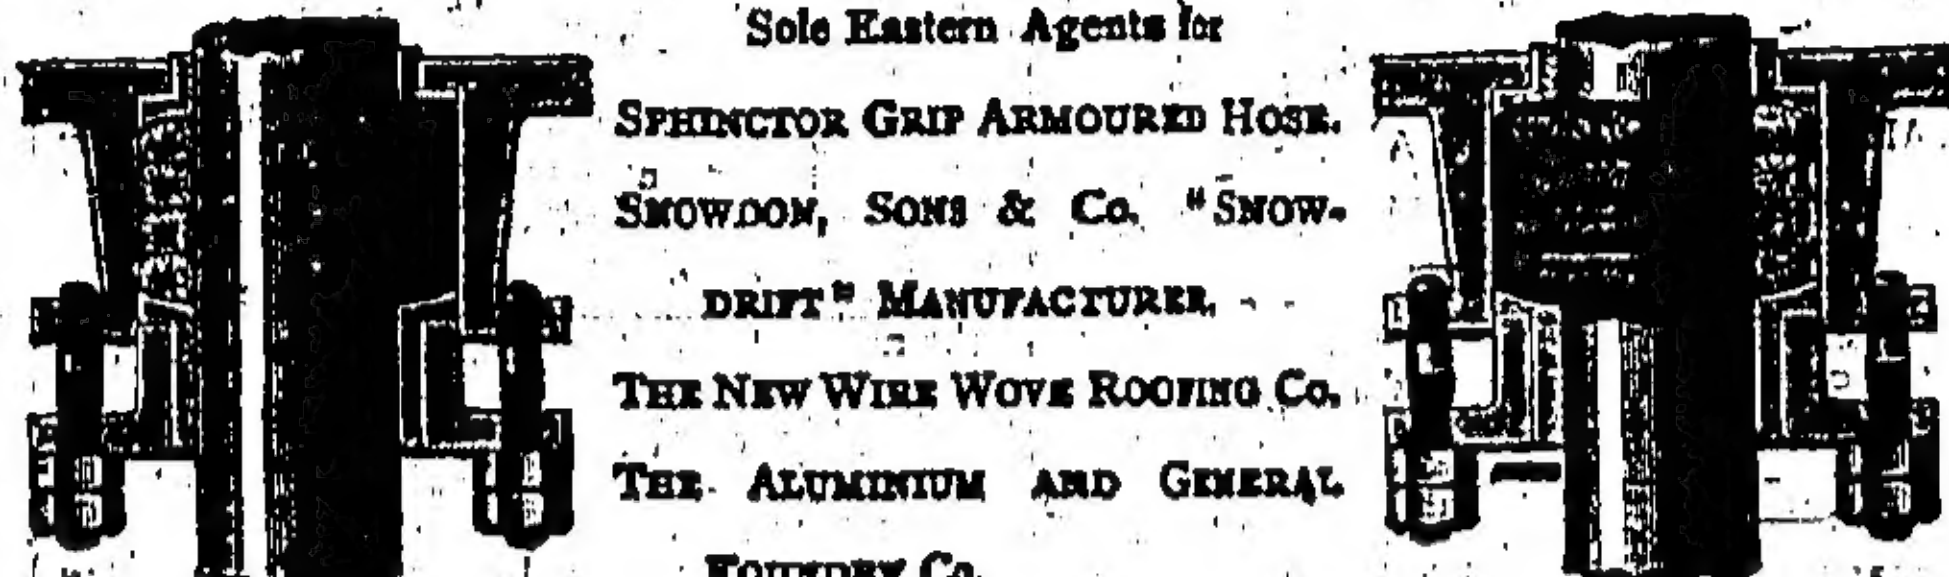 Sole Eastern Agents for
SPHINCTOR GRIP ARMOURED HOSE.
SNOWDON, SONS & Co. "SNOW-
DRIFT" MANUFACTURER.
THE NEW WIRE WOVE ROOFING Co.
THE ALUMINIUM AND GENERAL
FOUNDRY Co.